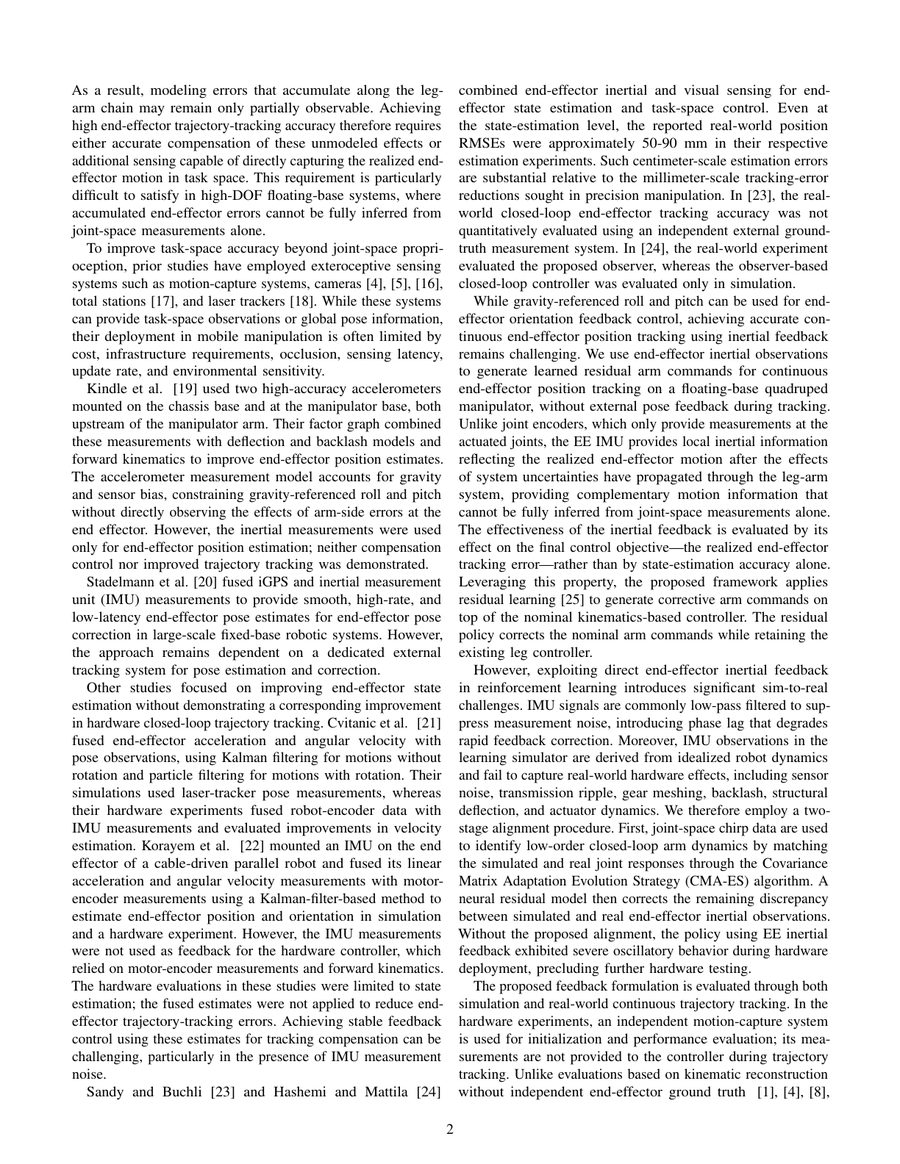 As a result, modeling errors that accumulate along the leg-
arm chain may remain only partially observable. Achieving
high end-effector trajectory-tracking accuracy therefore requires
either accurate compensation of these unmodeled effects or
additional sensing capable of directly capturing the realized end-
effector motion in task space. This requirement is particularly
difficult to satisfy in high-DOF floating-base systems, where
accumulated end-effector errors cannot be fully inferred from
joint-space measurements alone.
To improve task-space accuracy beyond joint-space propri-
oception, prior studies have employed exteroceptive sensing
systems such as motion-capture systems, cameras [4], [5], [16],
total stations [17], and laser trackers [18]. While these systems
can provide task-space observations or global pose information,
their deployment in mobile manipulation is often limited by
cost, infrastructure requirements, occlusion, sensing latency,
update rate, and environmental sensitivity.
Kindle et al. [19] used two high-accuracy accelerometers
mounted on the chassis base and at the manipulator base, both
upstream of the manipulator arm. Their factor graph combined
these measurements with deflection and backlash models and
forward kinematics to improve end-effector position estimates.
The accelerometer measurement model accounts for gravity
and sensor bias, constraining gravity-referenced roll and pitch
without directly observing the effects of arm-side errors at the
end effector. However, the inertial measurements were used
only for end-effector position estimation; neither compensation
control nor improved trajectory tracking was demonstrated.
Stadelmann et al. [20] fused iGPS and inertial measurement
unit (IMU) measurements to provide smooth, high-rate, and
low-latency end-effector pose estimates for end-effector pose
correction in large-scale fixed-base robotic systems. However,
the approach remains dependent on a dedicated external
tracking system for pose estimation and correction.
Other studies focused on improving end-effector state
estimation without demonstrating a corresponding improvement
in hardware closed-loop trajectory tracking. Cvitanic et al. [21]
fused end-effector acceleration and angular velocity with
pose observations, using Kalman filtering for motions without
rotation and particle filtering for motions with rotation. Their
simulations used laser-tracker pose measurements, whereas
their hardware experiments fused robot-encoder data with
IMU measurements and evaluated improvements in velocity
estimation. Korayem et al. [22] mounted an IMU on the end
effector of a cable-driven parallel robot and fused its linear
acceleration and angular velocity measurements with motor-
encoder measurements using a Kalman-filter-based method to
estimate end-effector position and orientation in simulation
and a hardware experiment. However, the IMU measurements
were not used as feedback for the hardware controller, which
relied on motor-encoder measurements and forward kinematics.
The hardware evaluations in these studies were limited to state
estimation; the fused estimates were not applied to reduce end-
effector trajectory-tracking errors. Achieving stable feedback
control using these estimates for tracking compensation can be
challenging, particularly in the presence of IMU measurement
noise.
Sandy and Buchli [23] and Hashemi and Mattila [24]
combined end-effector inertial and visual sensing for end-
effector state estimation and task-space control. Even at
the state-estimation level, the reported real-world position
RMSEs were approximately 50-90 mm in their respective
estimation experiments. Such centimeter-scale estimation errors
are substantial relative to the millimeter-scale tracking-error
reductions sought in precision manipulation. In [23], the real-
world closed-loop end-effector tracking accuracy was not
quantitatively evaluated using an independent external ground-
truth measurement system. In [24], the real-world experiment
evaluated the proposed observer, whereas the observer-based
closed-loop controller was evaluated only in simulation.
While gravity-referenced roll and pitch can be used for end-
effector orientation feedback control, achieving accurate con-
tinuous end-effector position tracking using inertial feedback
remains challenging. We use end-effector inertial observations
to generate learned residual arm commands for continuous
end-effector position tracking on a floating-base quadruped
manipulator, without external pose feedback during tracking.
Unlike joint encoders, which only provide measurements at the
actuated joints, the EE IMU provides local inertial information
reflecting the realized end-effector motion after the effects
of system uncertainties have propagated through the leg-arm
system, providing complementary motion information that
cannot be fully inferred from joint-space measurements alone.
The effectiveness of the inertial feedback is evaluated by its
effect on the final control objective—the realized end-effector
tracking error—rather than by state-estimation accuracy alone.
Leveraging this property, the proposed framework applies
residual learning [25] to generate corrective arm commands on
top of the nominal kinematics-based controller. The residual
policy corrects the nominal arm commands while retaining the
existing leg controller.
However, exploiting direct end-effector inertial feedback
in reinforcement learning introduces significant sim-to-real
challenges. IMU signals are commonly low-pass filtered to sup-
press measurement noise, introducing phase lag that degrades
rapid feedback correction. Moreover, IMU observations in the
learning simulator are derived from idealized robot dynamics
and fail to capture real-world hardware effects, including sensor
noise, transmission ripple, gear meshing, backlash, structural
deflection, and actuator dynamics. We therefore employ a two-
stage alignment procedure. First, joint-space chirp data are used
to identify low-order closed-loop arm dynamics by matching
the simulated and real joint responses through the Covariance
Matrix Adaptation Evolution Strategy (CMA-ES) algorithm. A
neural residual model then corrects the remaining discrepancy
between simulated and real end-effector inertial observations.
Without the proposed alignment, the policy using EE inertial
feedback exhibited severe oscillatory behavior during hardware
deployment, precluding further hardware testing.
The proposed feedback formulation is evaluated through both
simulation and real-world continuous trajectory tracking. In the
hardware experiments, an independent motion-capture system
is used for initialization and performance evaluation; its mea-
surements are not provided to the controller during trajectory
tracking. Unlike evaluations based on kinematic reconstruction
without independent end-effector ground truth [1], [4], [8],
2